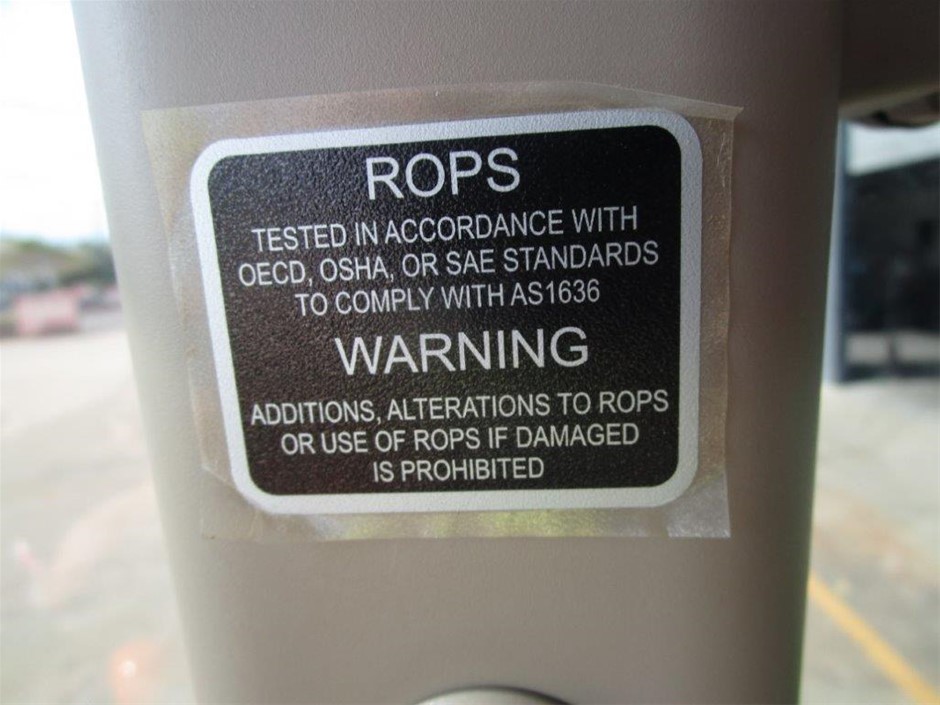 ROPS
TESTED IN ACCORDANCE WITH
OECD, OSHA, OR SAE STANDARDS
TO COMPLY WITH AS1636
WARNING
ADDITIONS, ALTERATIONS TO ROPS
OR USE OF ROPS IF DAMAGED
IS PROHIBITED